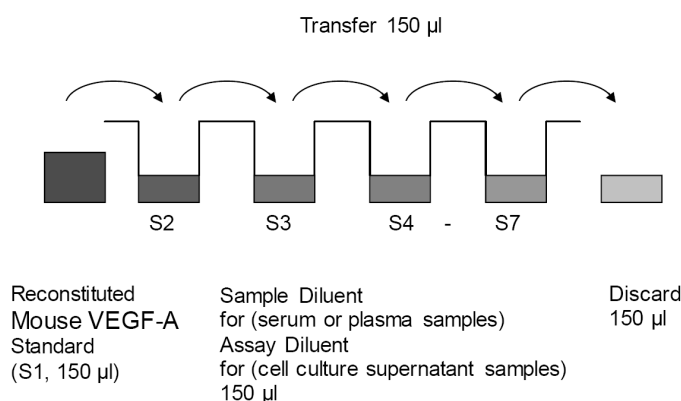 Transfer 150 µl
S2 S3 S4 - S7
Reconstituted
Mouse VEGF-A
Standard
(S1, 150 µl)
Sample Diluent
for (serum or plasma samples)
Assay Diluent
for (cell culture supernatant samples)
150 µl
Discard
150 µl